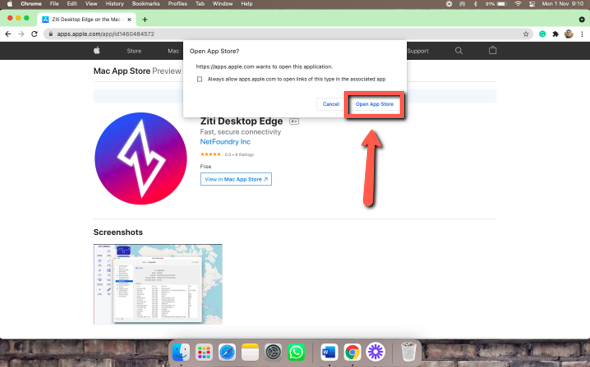 Chrome File Edit View History Bookmarks Profiles Tab Window Help
91% Mon 1 Nov 9:10
Ziti Desktop Edge on the Mac
apps.apple.com/app/id1460484572
Store Mac Support
Open App Store?
https://apps.apple.com wants to open this application.
Always allow apps.apple.com to open links of this type in the associated app
Cancel Open App Store
Mac App Store Preview
Ziti Desktop Edge 4+
Fast, secure connectivity
NetFoundry Inc
★★★★★ 5.0 • 6 Ratings
Free
View in Mac App Store ↗
Screenshots